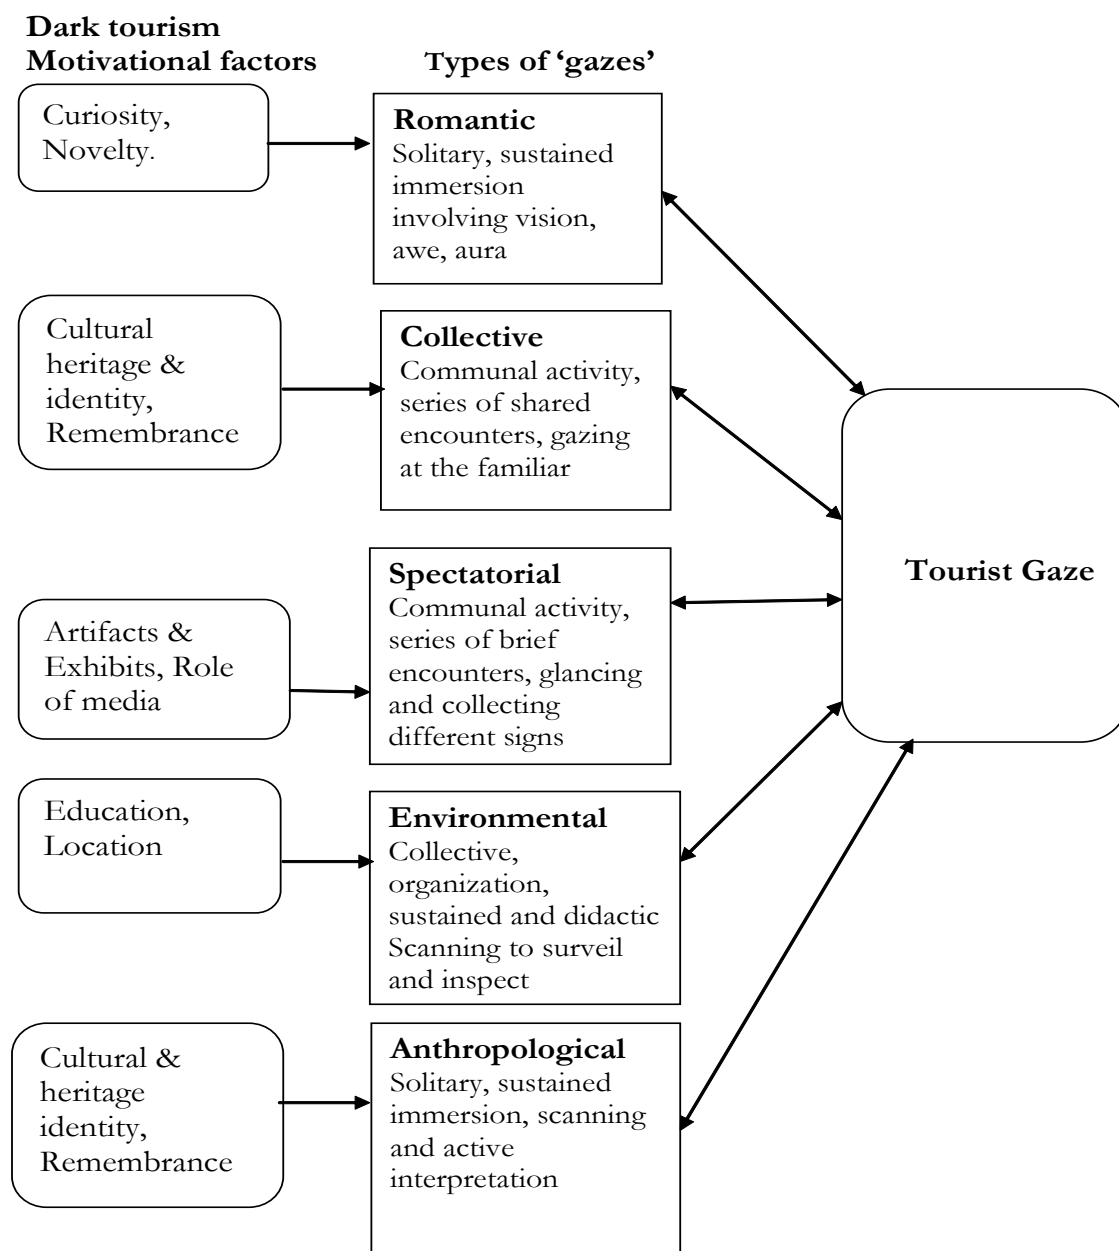 Dark tourism
Motivational factors
Types of ‘gazes’
Curiosity,
Novelty.
Romantic
Solitary, sustained
immersion
involving vision,
awe, aura
Cultural
heritage &
identity,
Remembrance
Collective
Communal activity,
series of shared
encounters, gazing
at the familiar
Tourist Gaze
Artifacts &
Exhibits, Role
of media
Spectatorial
Communal activity,
series of brief
encounters, glancing
and collecting
different signs
Education,
Location
Environmental
Collective,
organization,
sustained and didactic
Scanning to surveil
and inspect
Cultural &
heritage
identity,
Remembrance
Anthropological
Solitary, sustained
immersion, scanning
and active
interpretation